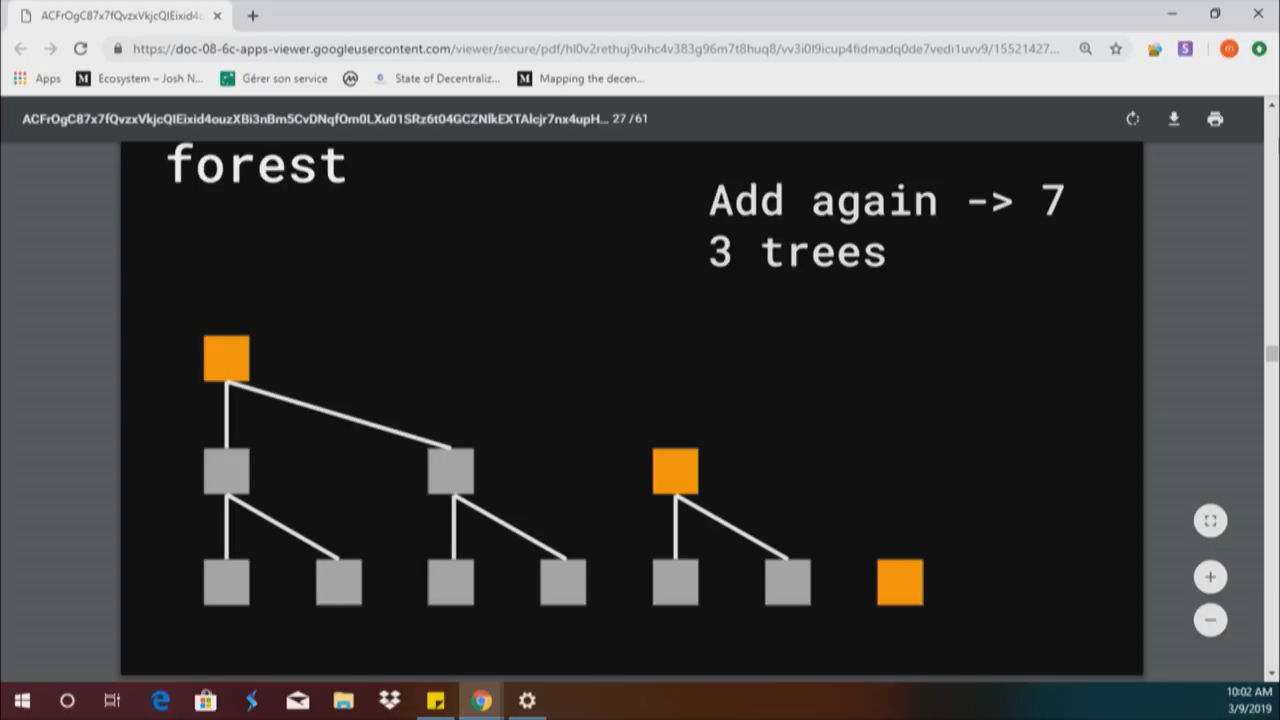 ACFrOgC87x7fQvzxVkjcQIEixid4c
https://doc-08-6c-apps-viewer.googleusercontent.com/viewer/secure/pdf/hl0v2rethuj9vihc4v383g96m7t8huq8/vv3i0l9icup4fidmadq0de7vedi1uvv9/15521427...
Apps
Ecosystem – Josh N...
Gérer son service
State of Decentraliz...
Mapping the decen...
ACFrOgC87x7fQvzxVkjcQIEixid4ouzXBi3nBm5CvDNqfOm0LXu01SRz6t04GCZNlkEXTAlcjr7nx4upH... 27 / 61
forest
Add again -> 7
3 trees
10:02 AM
3/9/2019